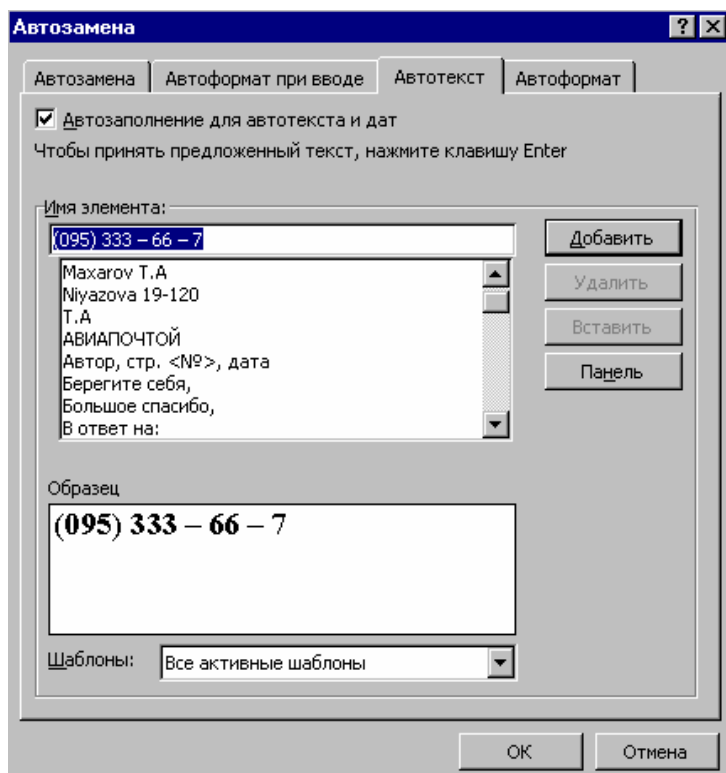 Автозамена
Автозамена Автоформат при вводе Автотекст Автоформат
Автозаполнение для автотекста и дат
Чтобы принять предложенный текст, нажмите клавишу Enter
Имя элемента:
(095) 333 – 66 – 7
Добавить
Maxarov T.A
Niyazova 19-120
T.A
АВИАПОЧТОЙ
Автор, стр. <№>, дата
Берегите себя,
Большое спасибо,
В ответ на:
Удалить
Вставить
Панель
Образец
(095) 333 – 66 – 7
Шаблоны: Все активные шаблоны
ОК Отмена